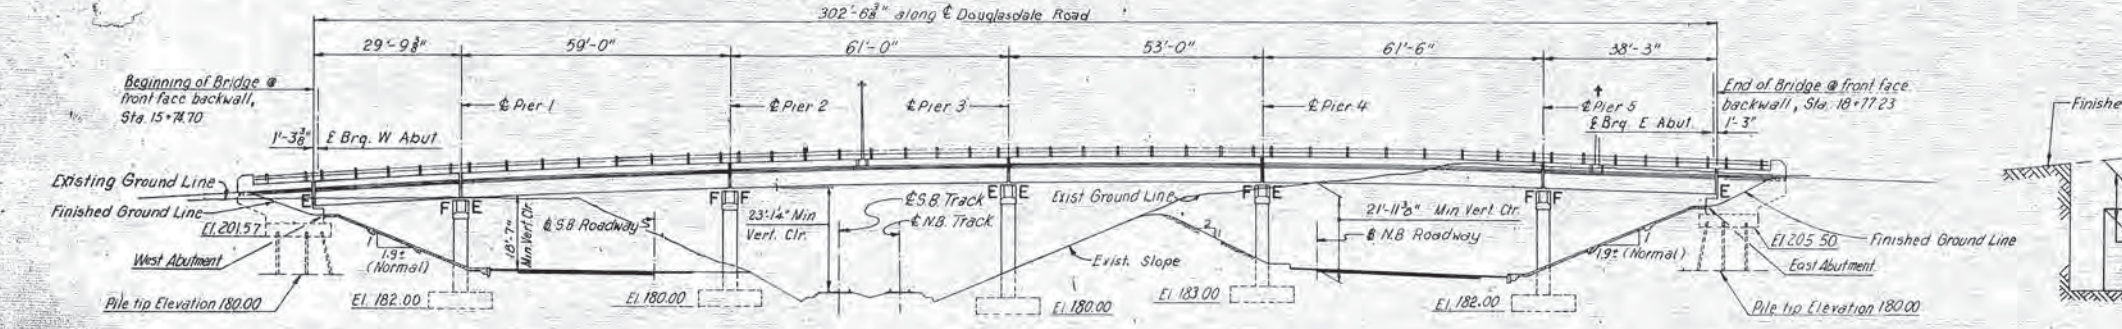 302'-6⅜" along ℄ Douglasdale Road
29'-9⅜"
59'-0"
61'-0"
53'-0"
61'-6"
38'-3"
Beginning of Bridge @
front face backwall,
Sta. 15+74.70
℄ Pier 1
℄ Pier 2
℄ Pier 3
℄ Pier 4
℄ Pier 5
End of Bridge @ front face
backwall, Sta. 18+77.23
Finishe
1'-3⅜"
℄ Brg. W Abut.
℄ Brg E Abut.
1'-3"
Existing Ground Line
Finished Ground Line
E
F E
F E
E E
F E
F F
E
El. 201.57
West Abutment
1
1.9±
(Normal)
18'-7"
Min Vert. Clr.
℄ S.B Roadway
23'-1¼" Min
Vert. Clr.
℄ S.B. Track
℄ N.B. Track
Exist Ground Line
Exist. Slope
2
1
21'-11⅜" Min Vert. Clr.
℄ N.B Roadway
1
1.9± (Normal)
El 205.50
East Abutment
Finished Ground Line
Pile tip Elevation 180.00
El. 182.00
El. 180.00
El 180.00
El 183.00
El. 182.00
Pile tip Elevation 180.00